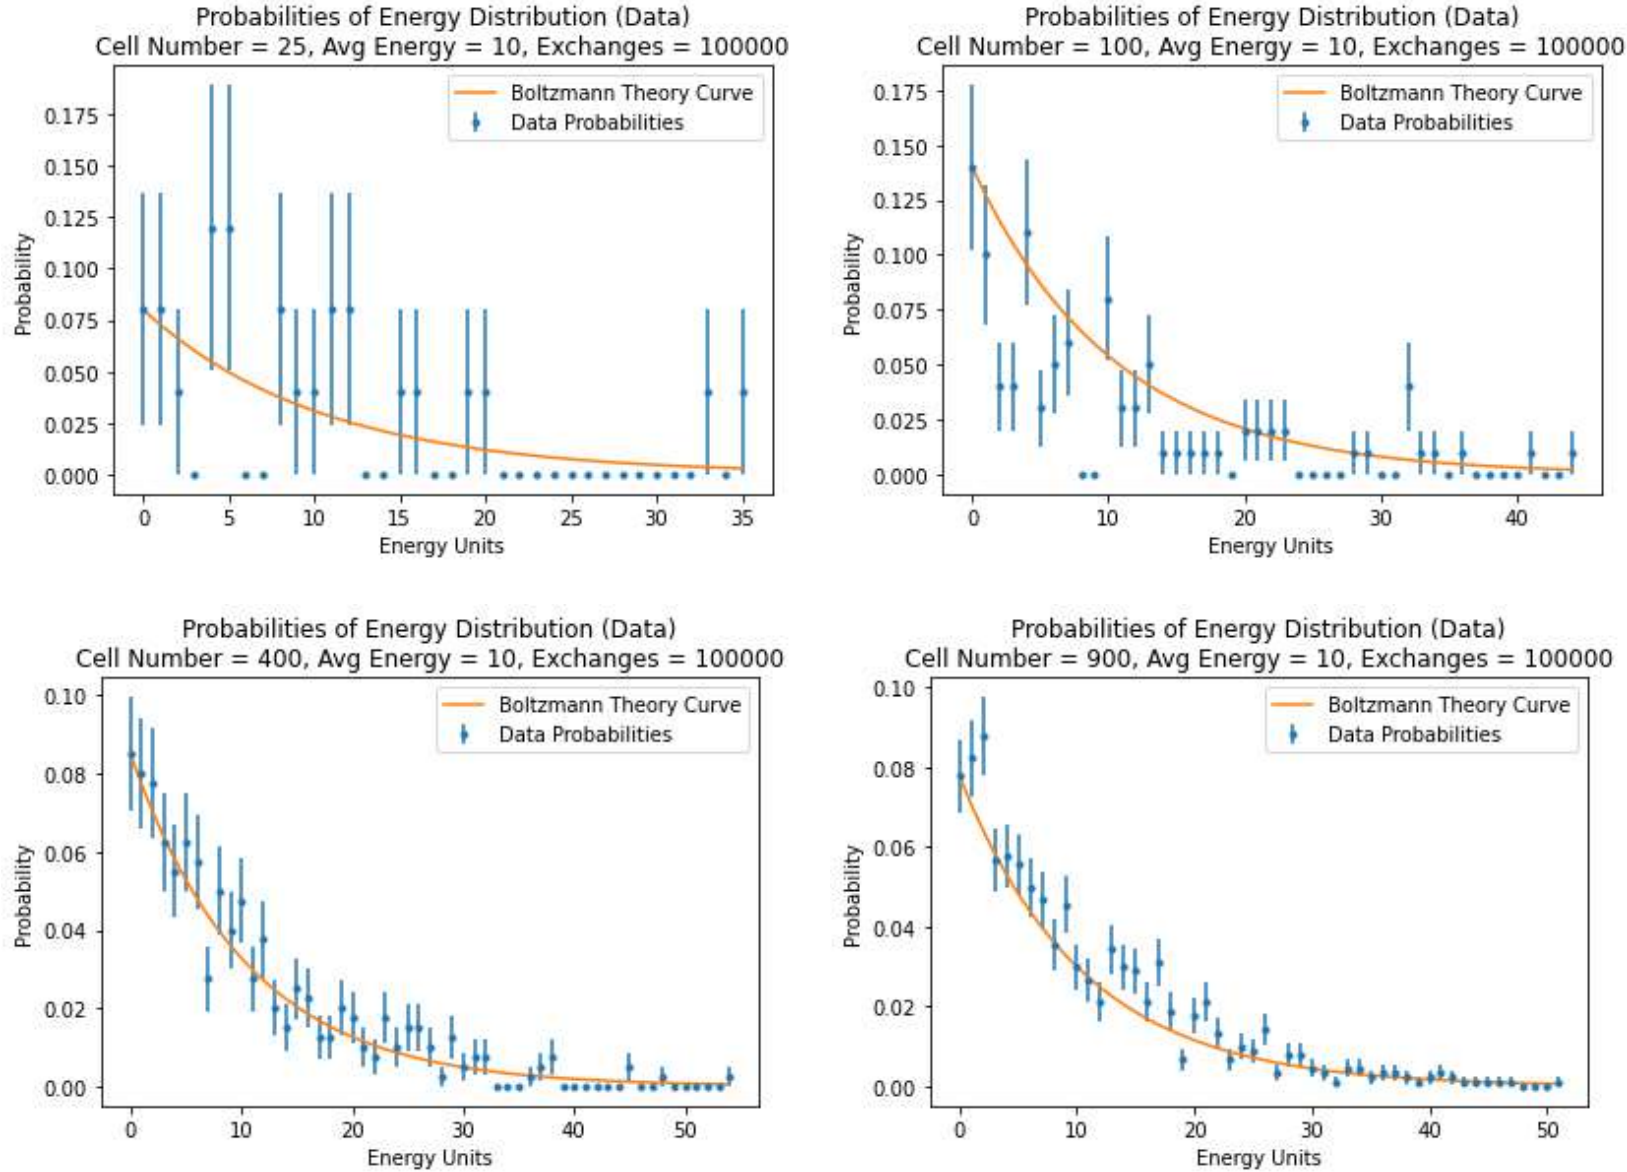 Probabilities of Energy Distribution (Data)
Cell Number = 25, Avg Energy = 10, Exchanges = 100000
Boltzmann Theory Curve
Data Probabilities
0.175
0.150
0.125
0.100
0.075
0.050
0.025
0.000
Probability
0 5 10 15 20 25 30 35
Energy Units
Probabilities of Energy Distribution (Data)
Cell Number = 100, Avg Energy = 10, Exchanges = 100000
Boltzmann Theory Curve
Data Probabilities
0.175
0.150
0.125
0.100
0.075
0.050
0.025
0.000
Probability
0 10 20 30 40
Energy Units
Probabilities of Energy Distribution (Data)
Cell Number = 400, Avg Energy = 10, Exchanges = 100000
Boltzmann Theory Curve
Data Probabilities
0.10
0.08
0.06
0.04
0.02
0.00
Probability
0 10 20 30 40 50
Energy Units
Probabilities of Energy Distribution (Data)
Cell Number = 900, Avg Energy = 10, Exchanges = 100000
Boltzmann Theory Curve
Data Probabilities
0.10
0.08
0.06
0.04
0.02
0.00
Probability
0 10 20 30 40 50
Energy Units